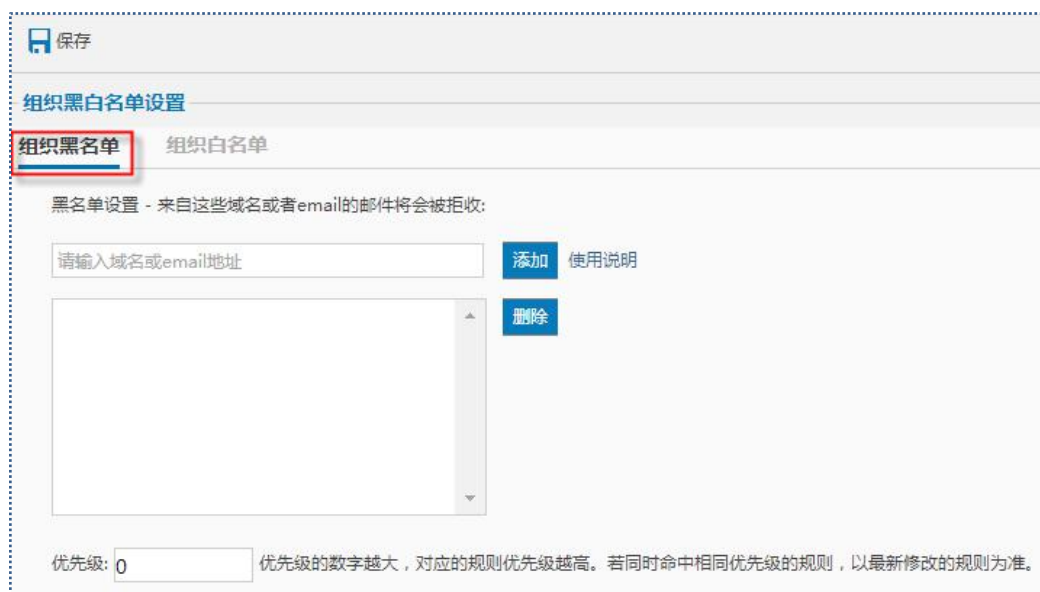 保存
组织黑白名单设置
组织黑名单 组织白名单
黑名单设置 - 来自这些域名或者email的邮件将会被拒收:
请输入域名或email地址 添加 使用说明
删除
优先级: 0 优先级的数字越大，对应的规则优先级越高。若同时命中相同优先级的规则，以最新修改的规则为准。